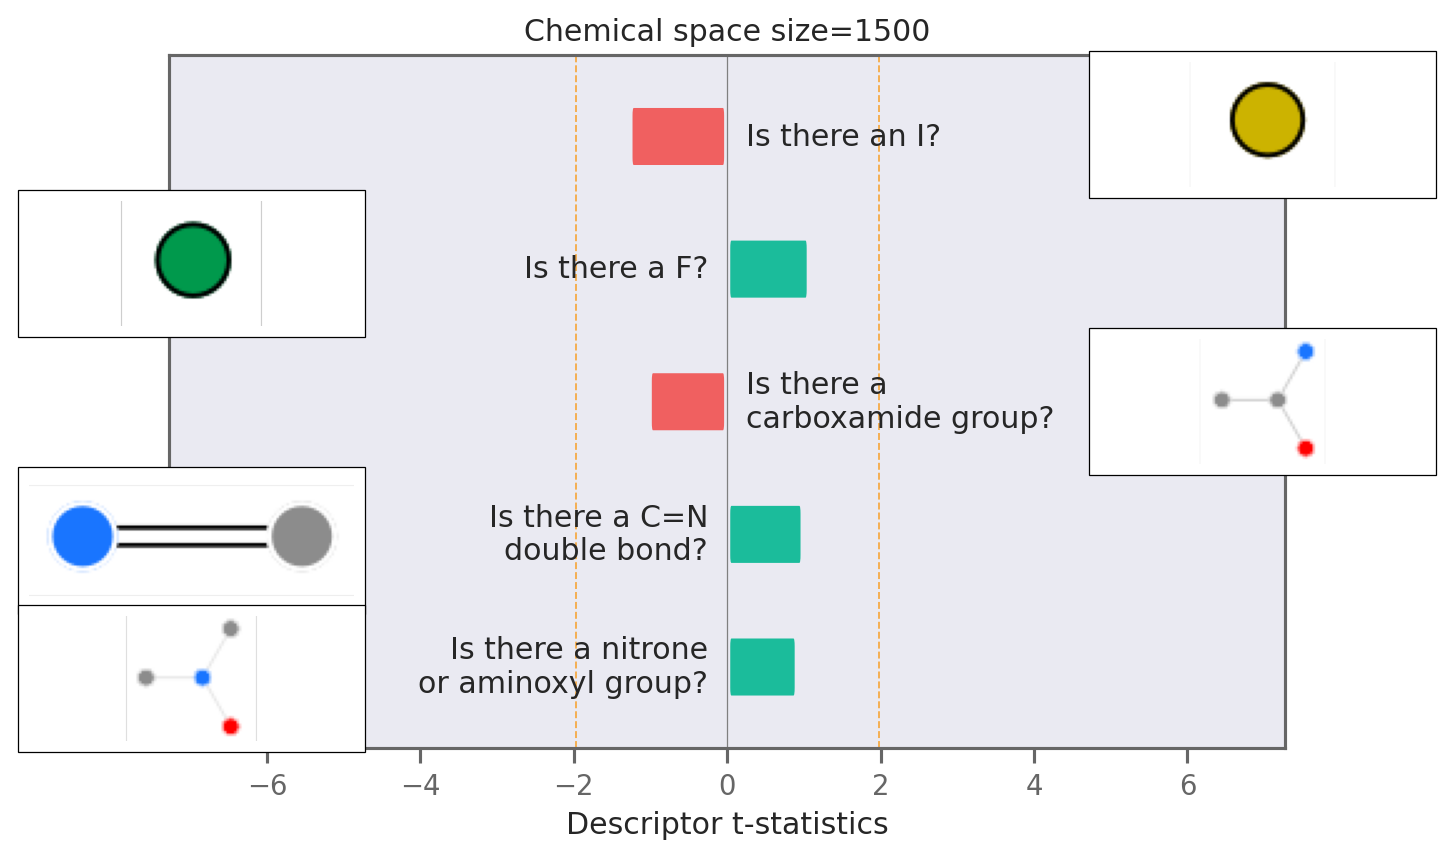 Chemical space size=1500
Is there an I?
Is there a F?
Is there a
carboxamide group?
Is there a C=N
double bond?
Is there a nitrone
or aminoxyl group?
−6 −4 −2 0 2 4 6
Descriptor t-statistics